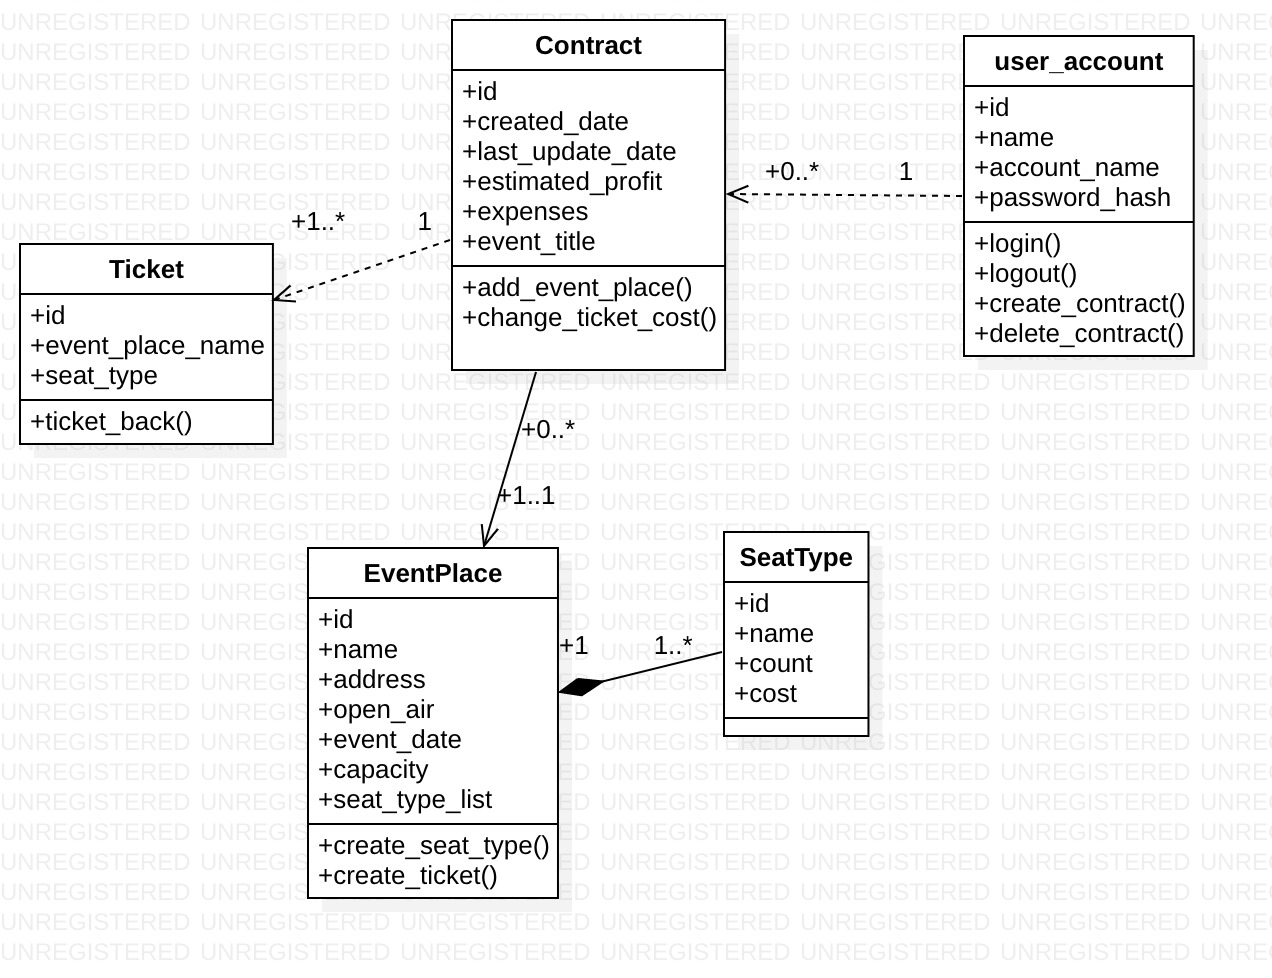 Contract
+id
+created_date
+last_update_date
+estimated_profit
+expenses
+event_title
+add_event_place()
+change_ticket_cost()
user_account
+id
+name
+account_name
+password_hash
+login()
+logout()
+create_contract()
+delete_contract()
+0..*
1
+1..*
1
Ticket
+id
+event_place_name
+seat_type
+ticket_back()
+0..*
+1..1
EventPlace
+id
+name
+address
+open_air
+event_date
+capacity
+seat_type_list
+create_seat_type()
+create_ticket()
+1
1..*
SeatType
+id
+name
+count
+cost
UNREGISTERED